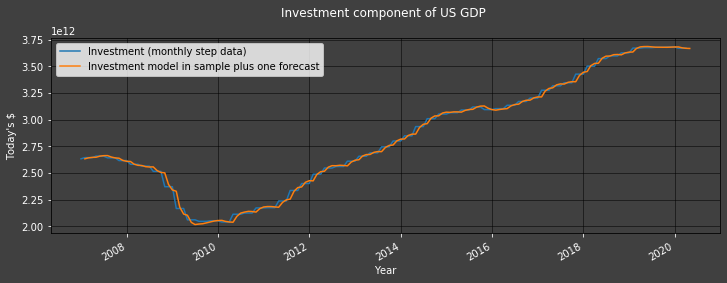 Investment component of US GDP
1e12
Investment (monthly step data)
Investment model in sample plus one forecast
3.75
3.50
3.25
3.00
2.75
2.50
2.25
2.00
Today's $
2008
2010
2012
2014
2016
2018
2020
Year